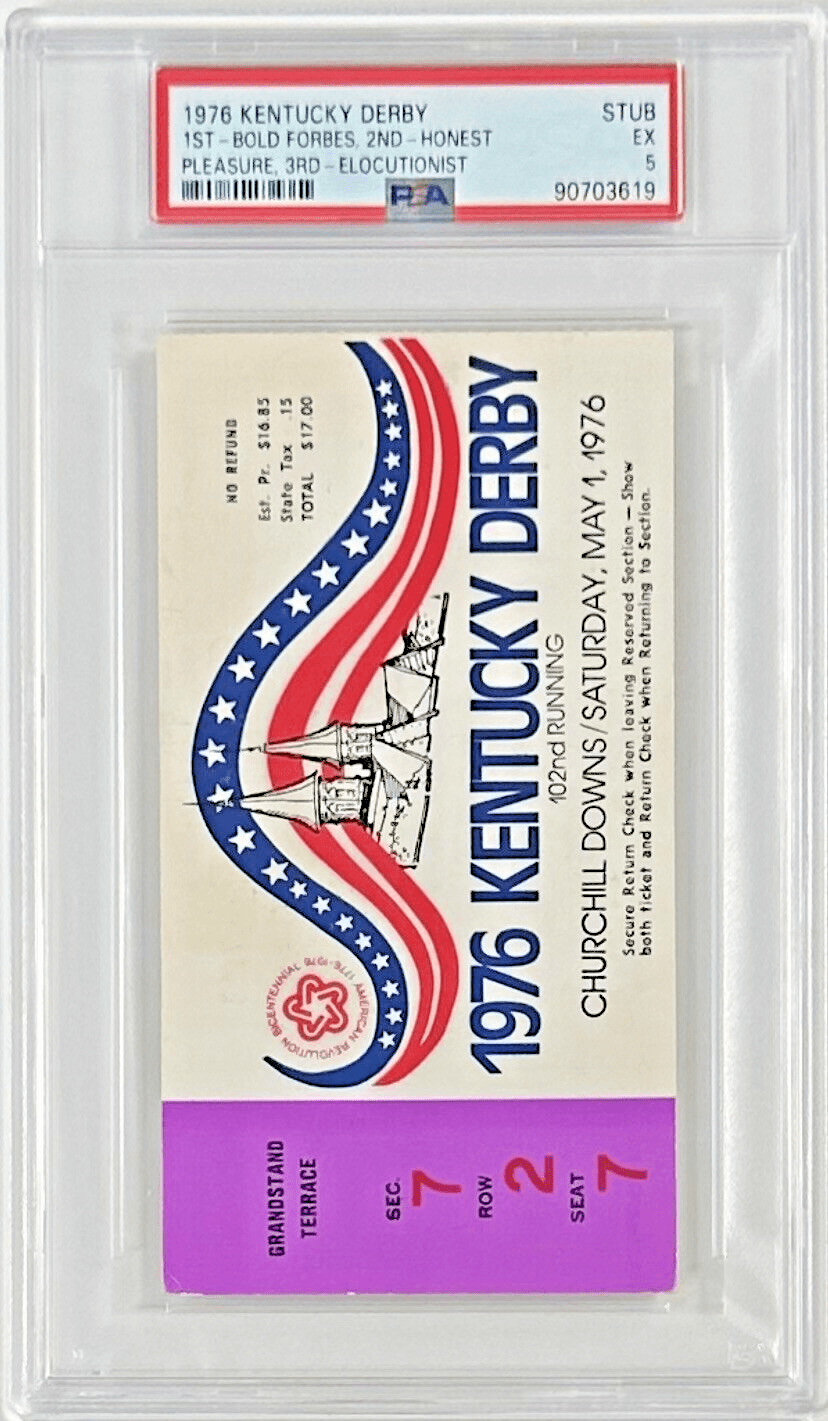 1976 KENTUCKY DERBY STUB
1ST-BOLD FORBES, 2ND-HONEST EX
PLEASURE, 3RD-ELOCUTIONIST 5
PSA 90703619
NO REFUND
Est. Pr. $16.85
State Tax .15
TOTAL $17.00
AMERICAN REVOLUTION BICENTENNIAL 1776-1976
1976 KENTUCKY DERBY
102nd RUNNING
CHURCHILL DOWNS/SATURDAY, MAY 1, 1976
Secure Return Check when leaving Reserved Section — Show
both ticket and Return Check when Returning to Section.
GRANDSTAND
TERRACE
SEC. 7
ROW 2
SEAT 7